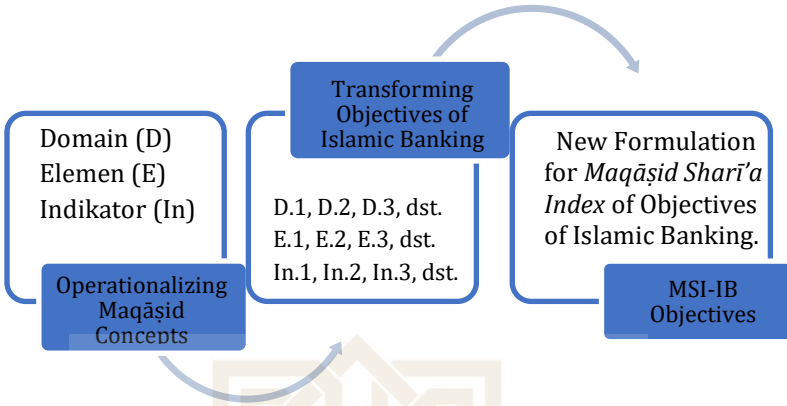 Domain (D)
Elemen (E)
Indikator (In)
Operationalizing
Maqāṣid
Concepts
Transforming
Objectives of
Islamic Banking
D.1, D.2, D.3, dst.
E.1, E.2, E.3, dst.
In.1, In.2, In.3, dst.
New Formulation
for Maqāṣid Sharī’a
Index of Objectives
of Islamic Banking.
MSI-IB
Objectives